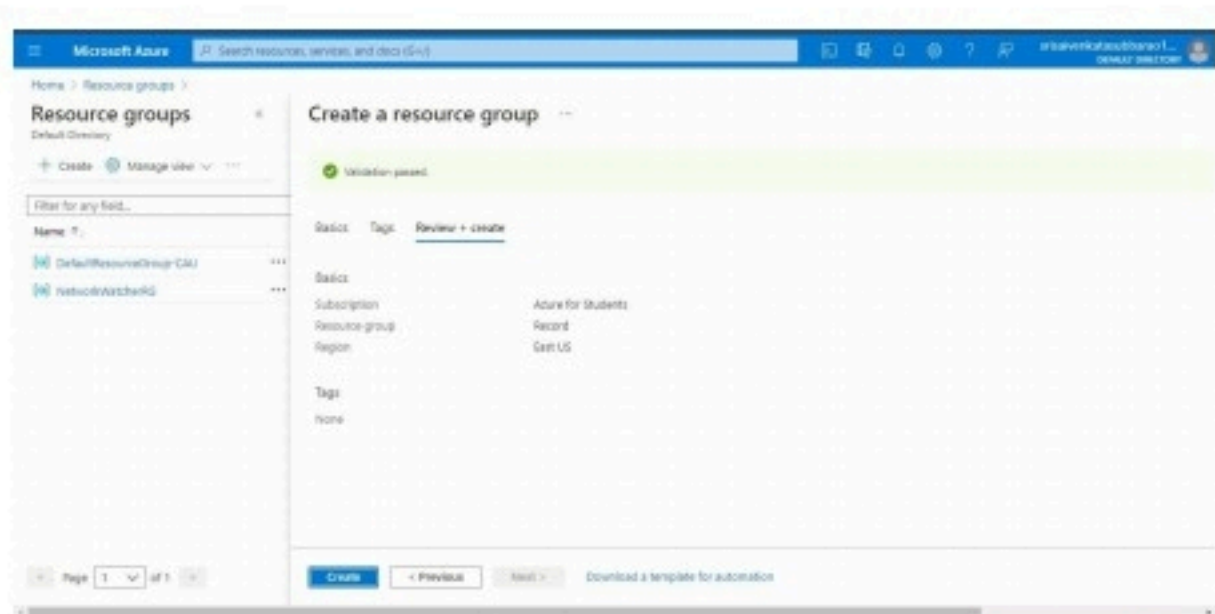 Microsoft Azure
Search resources, services, and docs (G+/)
DEFAULT DIRECTORY
Home > Resource groups >
Resource groups
Default Directory
+ Create Manage view ...
Filter for any field...
Name ↑↓
DefaultResourceGroup-CAU ...
NetworkWatcherRG ...
Page 1 of 1
Create a resource group ...
Validation passed.
Basics Tags Review + create
Basics
Subscription Azure for Students
Resource group Record
Region East US
Tags
None
Create < Previous Next > Download a template for automation